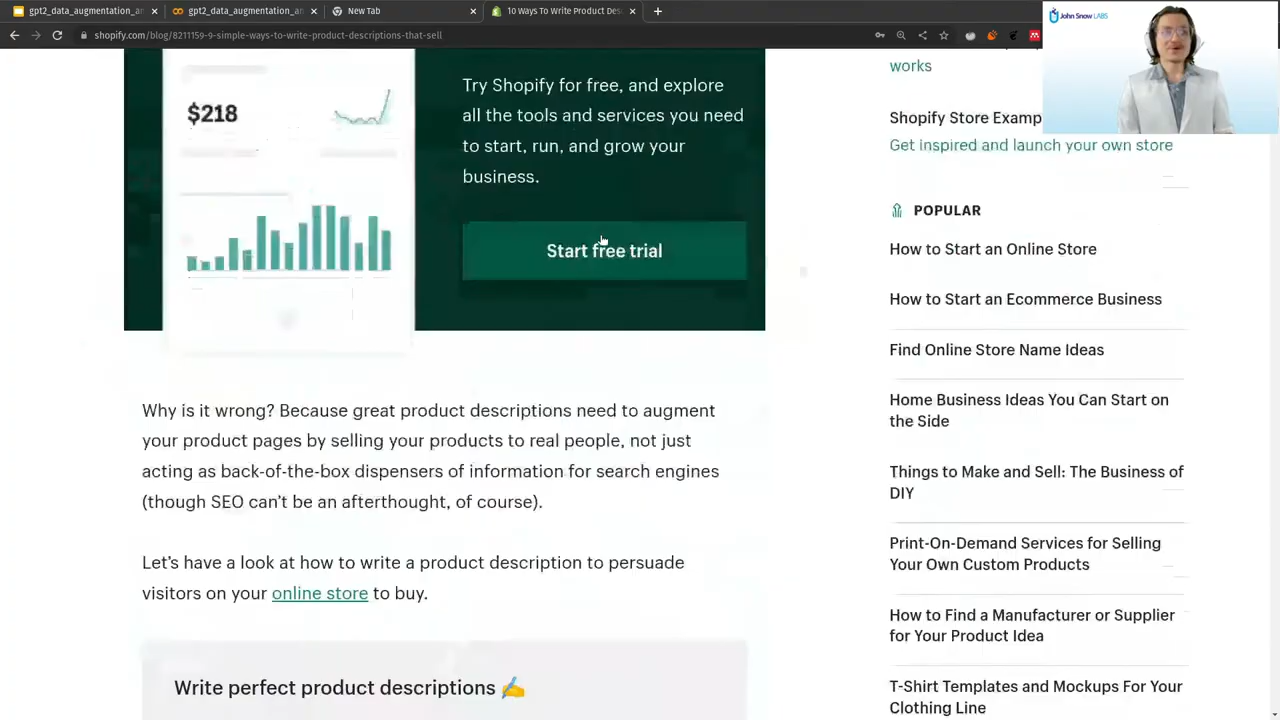 gpt2_data_augmentation_an
gpt2_data_augmentation_an
New Tab
10 Ways To Write Product Des
shopify.com/blog/8211159-9-simple-ways-to-write-product-descriptions-that-sell
John Snow LABS
$218
Try Shopify for free, and explore
all the tools and services you need
to start, run, and grow your
business.
Start free trial
Why is it wrong? Because great product descriptions need to augment
your product pages by selling your products to real people, not just
acting as back-of-the-box dispensers of information for search engines
(though SEO can't be an afterthought, of course).
Let's have a look at how to write a product description to persuade
visitors on your online store to buy.
Write perfect product descriptions ✍️
works
Shopify Store Examp
Get inspired and launch your own store
POPULAR
How to Start an Online Store
How to Start an Ecommerce Business
Find Online Store Name Ideas
Home Business Ideas You Can Start on
the Side
Things to Make and Sell: The Business of
DIY
Print-On-Demand Services for Selling
Your Own Custom Products
How to Find a Manufacturer or Supplier
for Your Product Idea
T-Shirt Templates and Mockups For Your
Clothing Line